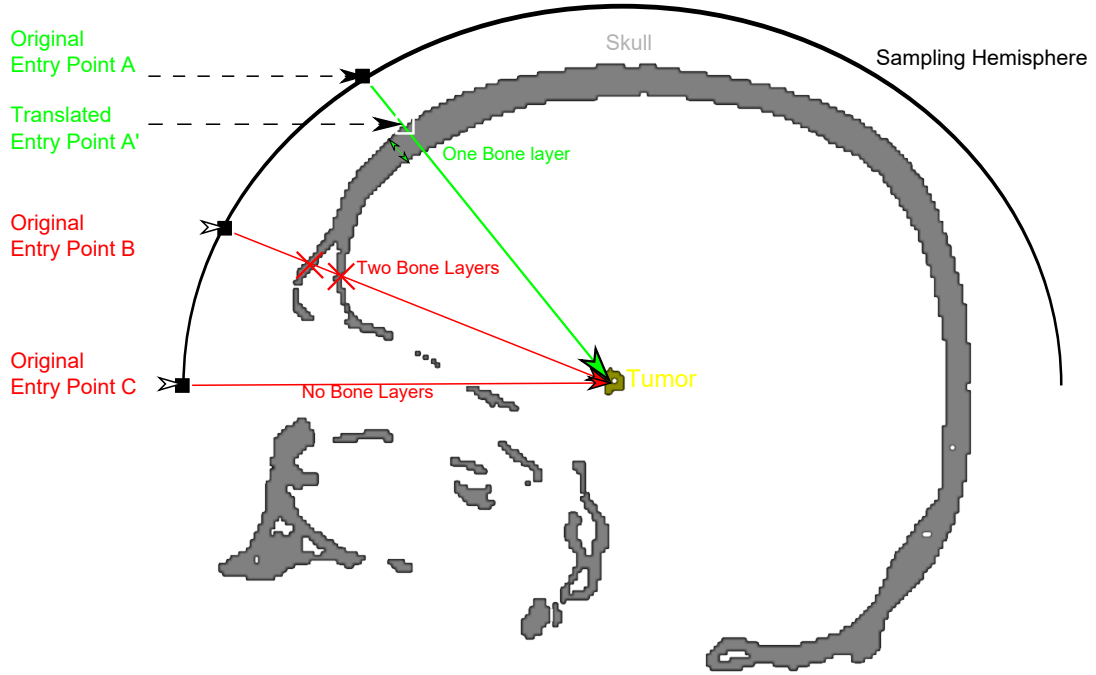 Original
Entry Point A
Translated
Entry Point A'
Original
Entry Point B
Original
Entry Point C
Skull
Sampling Hemisphere
One Bone layer
Two Bone Layers
No Bone Layers
Tumor